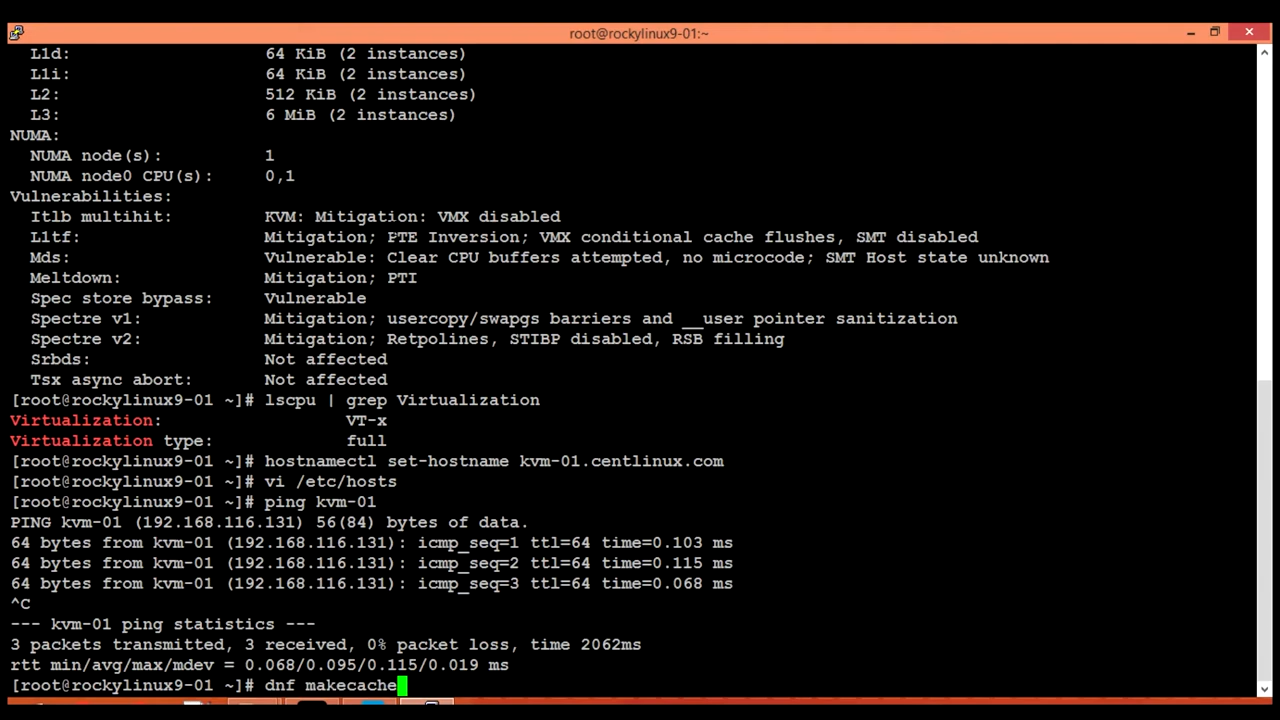 root@rockylinux9-01:~
L1d: 64 KiB (2 instances)
L1i: 64 KiB (2 instances)
L2: 512 KiB (2 instances)
L3: 6 MiB (2 instances)
NUMA:
NUMA node(s): 1
NUMA node0 CPU(s): 0,1
Vulnerabilities:
Itlb multihit: KVM: Mitigation: VMX disabled
L1tf: Mitigation; PTE Inversion; VMX conditional cache flushes, SMT disabled
Mds: Vulnerable: Clear CPU buffers attempted, no microcode; SMT Host state unknown
Meltdown: Mitigation; PTI
Spec store bypass: Vulnerable
Spectre v1: Mitigation; usercopy/swapgs barriers and __user pointer sanitization
Spectre v2: Mitigation; Retpolines, STIBP disabled, RSB filling
Srbds: Not affected
Tsx async abort: Not affected
[root@rockylinux9-01 ~]# lscpu | grep Virtualization
Virtualization: VT-x
Virtualization type: full
[root@rockylinux9-01 ~]# hostnamectl set-hostname kvm-01.centlinux.com
[root@rockylinux9-01 ~]# vi /etc/hosts
[root@rockylinux9-01 ~]# ping kvm-01
PING kvm-01 (192.168.116.131) 56(84) bytes of data.
64 bytes from kvm-01 (192.168.116.131): icmp_seq=1 ttl=64 time=0.103 ms
64 bytes from kvm-01 (192.168.116.131): icmp_seq=2 ttl=64 time=0.115 ms
64 bytes from kvm-01 (192.168.116.131): icmp_seq=3 ttl=64 time=0.068 ms
^C
--- kvm-01 ping statistics ---
3 packets transmitted, 3 received, 0% packet loss, time 2062ms
rtt min/avg/max/mdev = 0.068/0.095/0.115/0.019 ms
[root@rockylinux9-01 ~]# dnf makecache